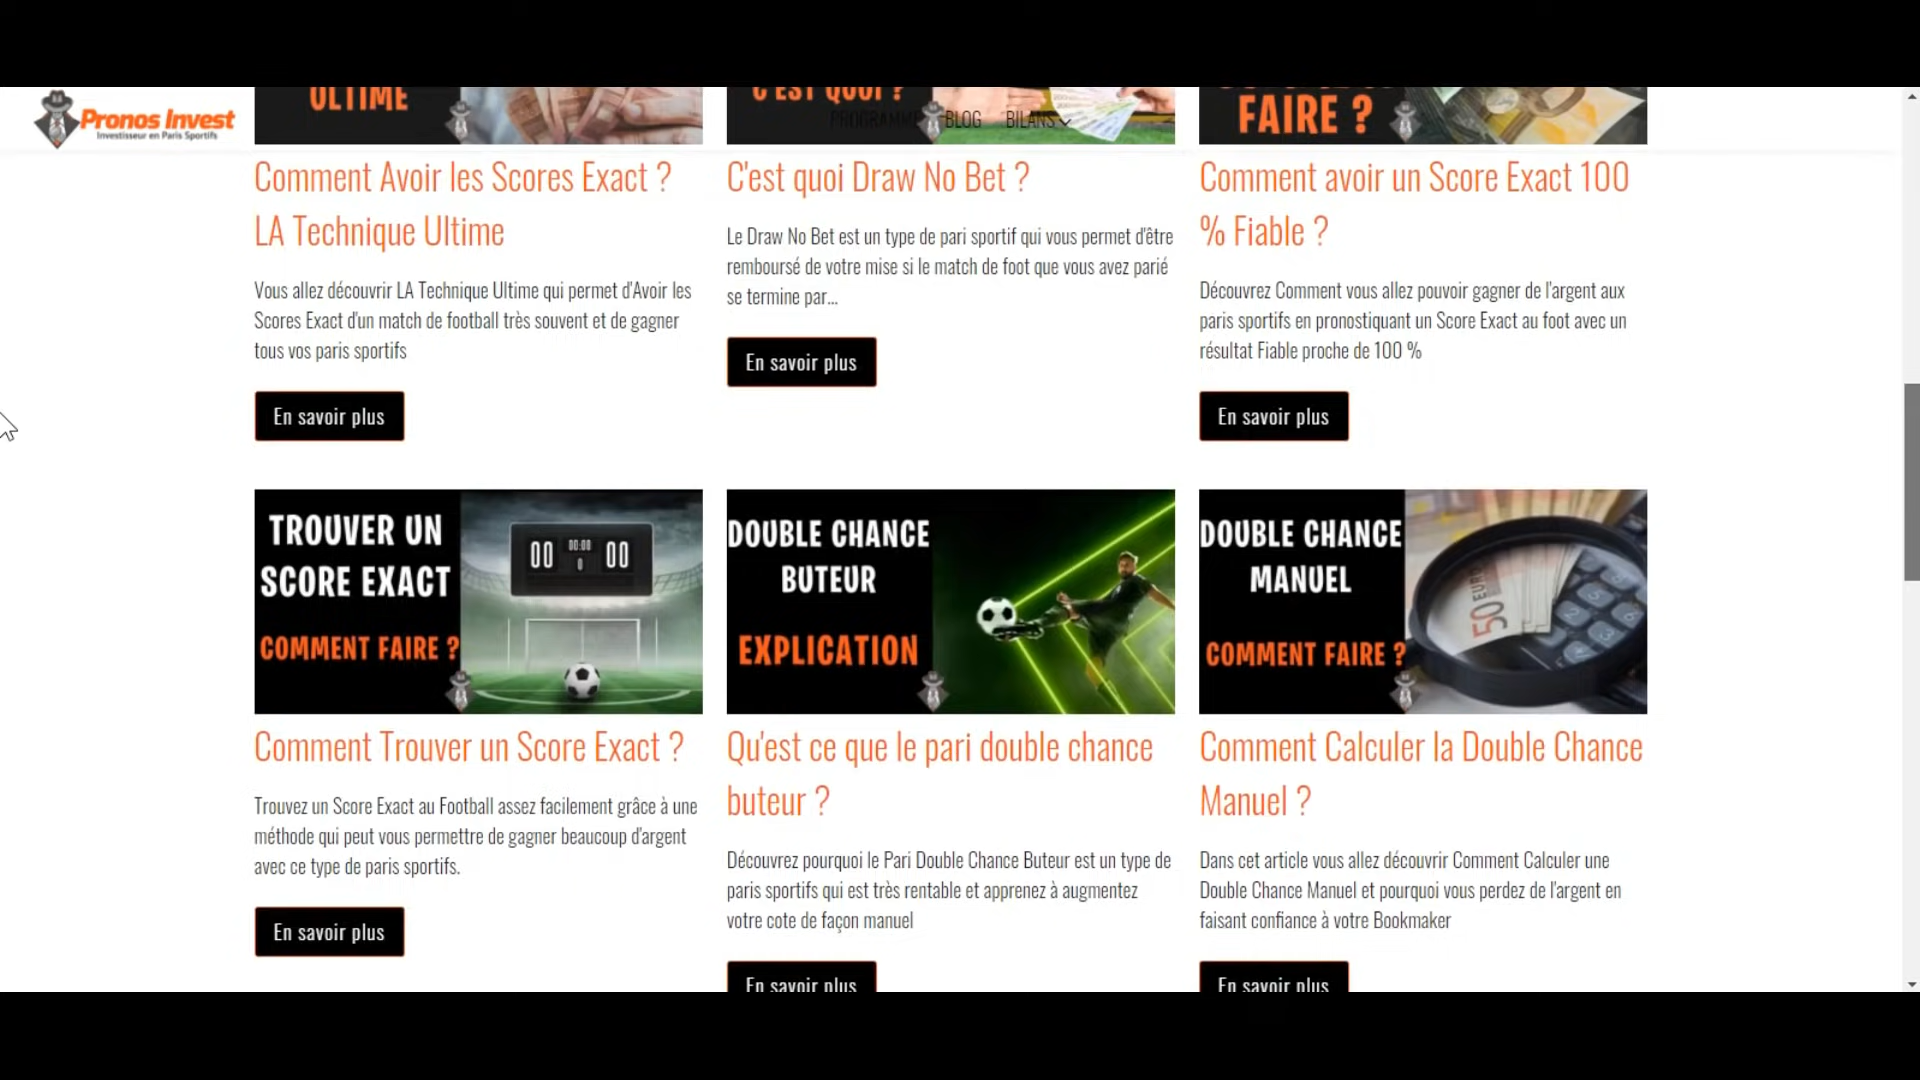 ULTIME
C'EST QUOI ?
FAIRE ?
Pronos Invest
Investisseur en Paris Sportifs
PROGRAMME
BLOG
BILANS
Comment Avoir les Scores Exact ?
LA Technique Ultime
Vous allez découvrir LA Technique Ultime qui permet d'Avoir les
Scores Exact d'un match de football très souvent et de gagner
tous vos paris sportifs
En savoir plus
C'est quoi Draw No Bet ?
Le Draw No Bet est un type de pari sportif qui vous permet d'être
remboursé de votre mise si le match de foot que vous avez parié
se termine par...
En savoir plus
Comment avoir un Score Exact 100
% Fiable ?
Découvrez Comment vous allez pouvoir gagner de l'argent aux
paris sportifs en pronostiquant un Score Exact au foot avec un
résultat Fiable proche de 100 %
En savoir plus
TROUVER UN
SCORE EXACT
COMMENT FAIRE ?
00 00:00 00
0
Comment Trouver un Score Exact ?
Trouvez un Score Exact au Football assez facilement grâce à une
méthode qui peut vous permettre de gagner beaucoup d'argent
avec ce type de paris sportifs.
En savoir plus
DOUBLE CHANCE
BUTEUR
EXPLICATION
Qu'est ce que le pari double chance
buteur ?
Découvrez pourquoi le Pari Double Chance Buteur est un type de
paris sportifs qui est très rentable et apprenez à augmentez
votre cote de façon manuel
En savoir plus
DOUBLE CHANCE
MANUEL
COMMENT FAIRE ?
50 EURO
Comment Calculer la Double Chance
Manuel ?
Dans cet article vous allez découvrir Comment Calculer une
Double Chance Manuel et pourquoi vous perdez de l'argent en
faisant confiance à votre Bookmaker
En savoir plus